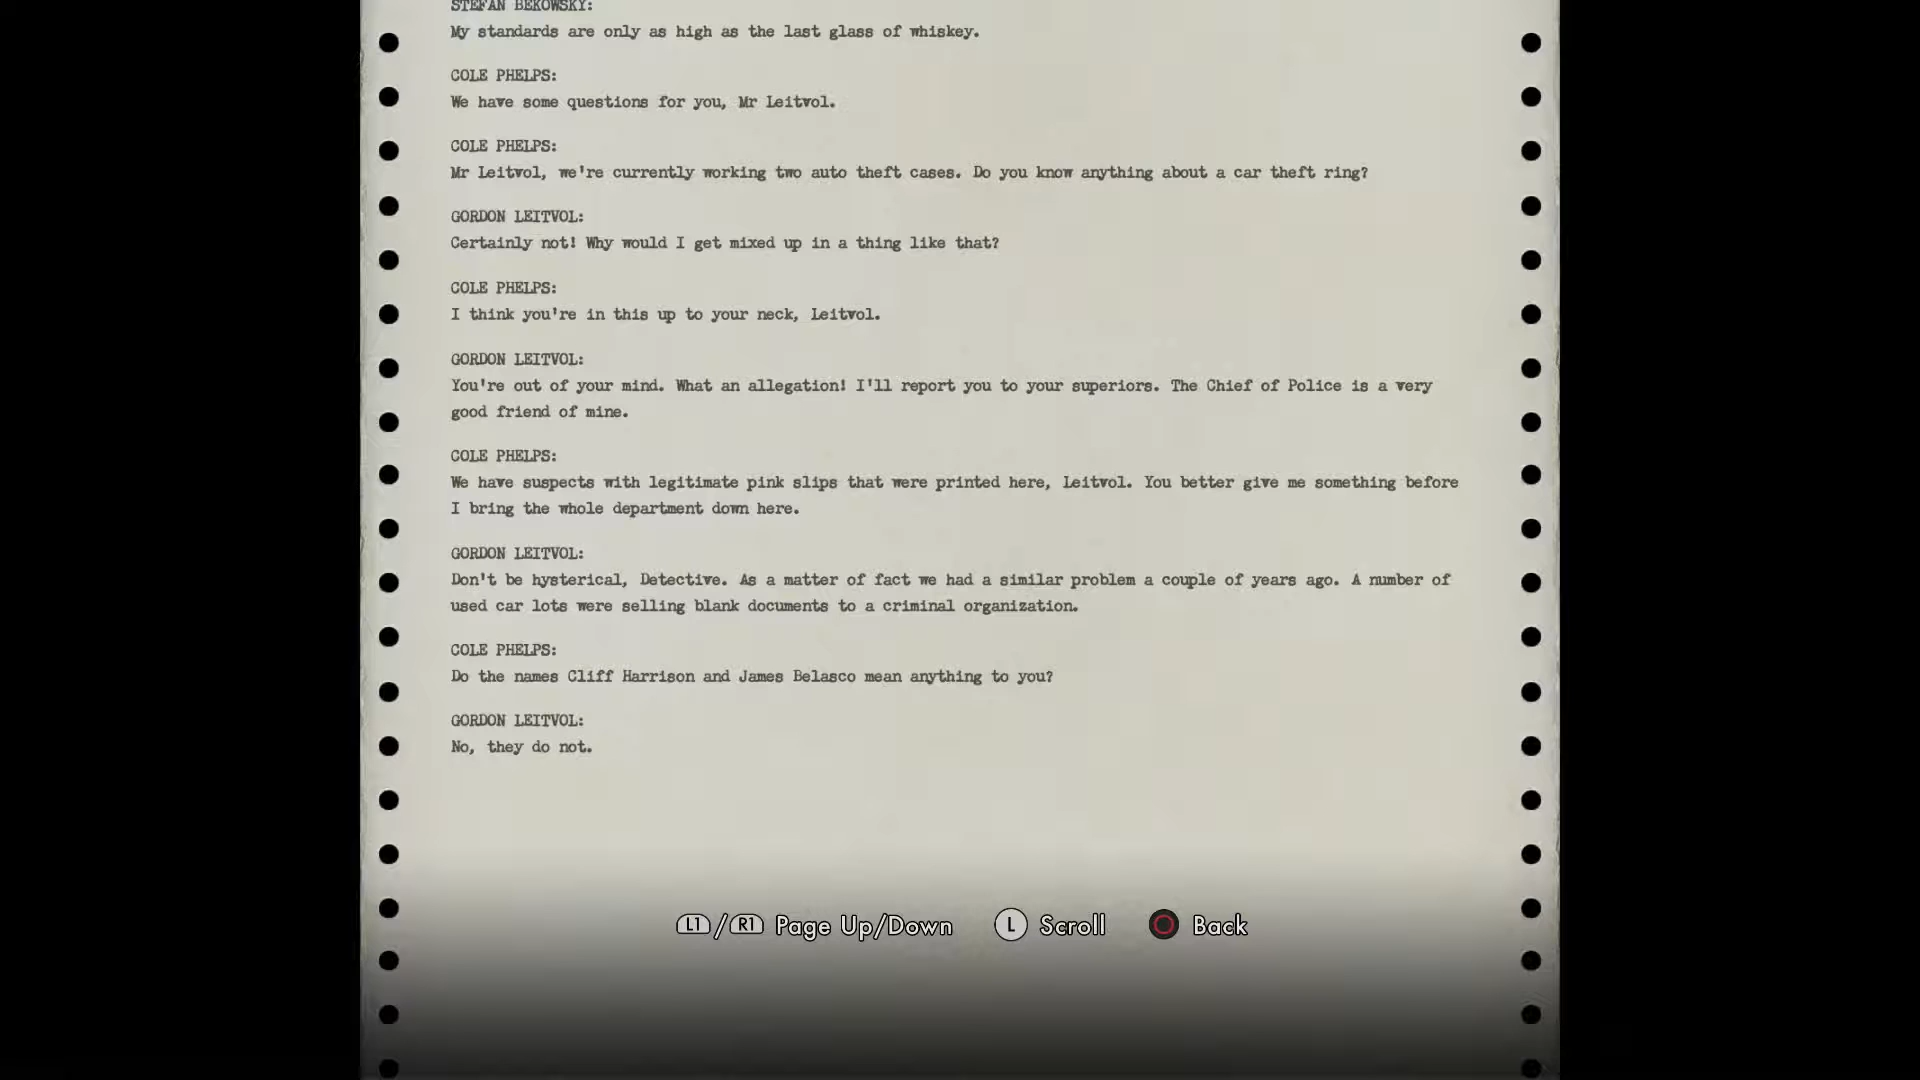 STEFAN BEKOWSKY:
My standards are only as high as the last glass of whiskey.
COLE PHELPS:
We have some questions for you, Mr Leitvol.
COLE PHELPS:
Mr Leitvol, we're currently working two auto theft cases. Do you know anything about a car theft ring?
GORDON LEITVOL:
Certainly not! Why would I get mixed up in a thing like that?
COLE PHELPS:
I think you're in this up to your neck, Leitvol.
GORDON LEITVOL:
You're out of your mind. What an allegation! I'll report you to your superiors. The Chief of Police is a very
good friend of mine.
COLE PHELPS:
We have suspects with legitimate pink slips that were printed here, Leitvol. You better give me something before
I bring the whole department down here.
GORDON LEITVOL:
Don't be hysterical, Detective. As a matter of fact we had a similar problem a couple of years ago. A number of
used car lots were selling blank documents to a criminal organization.
COLE PHELPS:
Do the names Cliff Harrison and James Belasco mean anything to you?
GORDON LEITVOL:
No, they do not.
L1/R1 Page Up/Down L Scroll Back